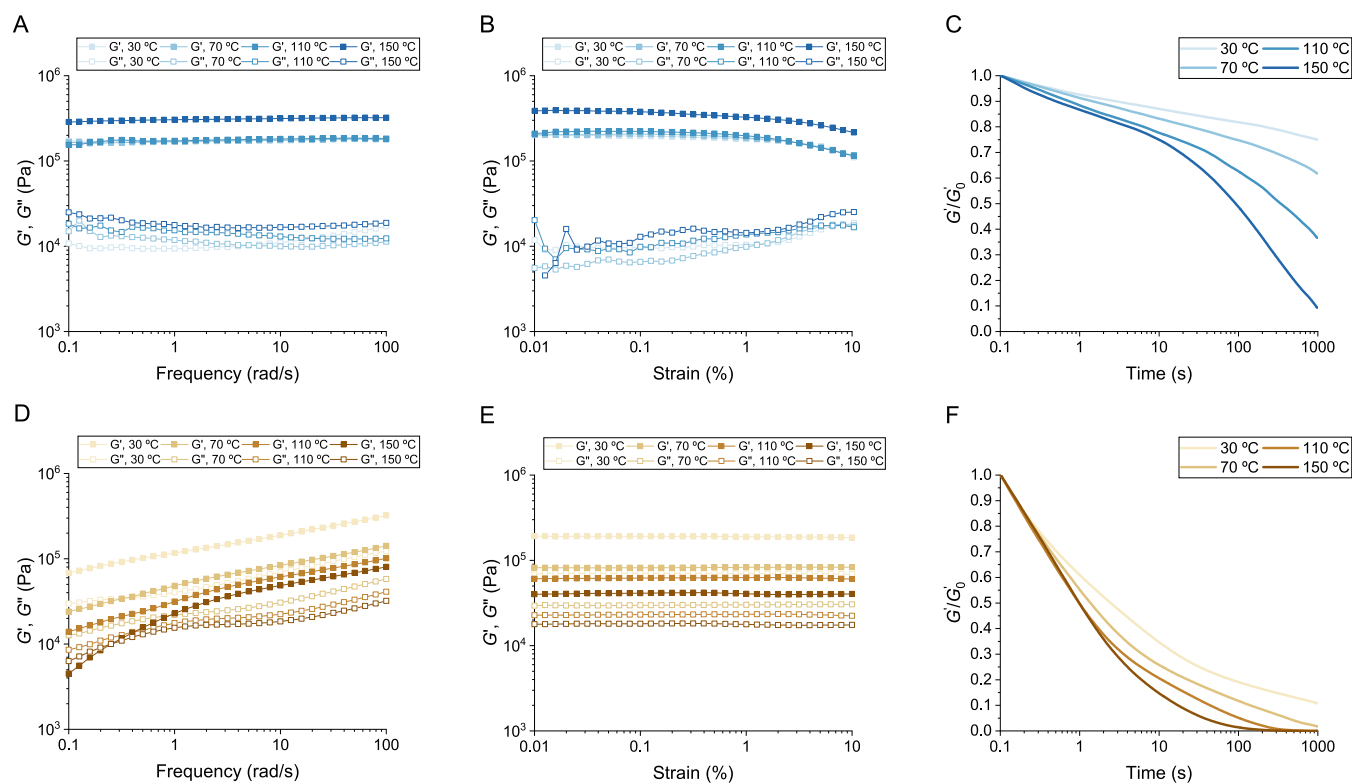 A
G', 30 ºC G', 70 ºC G', 110 ºC G', 150 ºC
G", 30 ºC G", 70 ºC G", 110 ºC G", 150 ºC
10⁶
10⁵
10⁴
10³
G', G" (Pa)
0.1 1 10 100
Frequency (rad/s)
B
G', 30 ºC G', 70 ºC G', 110 ºC G', 150 ºC
G", 30 ºC G", 70 ºC G", 110 ºC G", 150 ºC
10⁶
10⁵
10⁴
10³
G', G" (Pa)
0.01 0.1 1 10
Strain (%)
C
30 ºC 110 ºC
70 ºC 150 ºC
1.0
0.9
0.8
0.7
0.6
0.5
0.4
0.3
0.2
0.1
0.0
G'/G'₀
0.1 1 10 100 1000
Time (s)
D
G', 30 ºC G', 70 ºC G', 110 ºC G', 150 ºC
G", 30 ºC G", 70 ºC G", 110 ºC G", 150 ºC
10⁶
10⁵
10⁴
10³
G', G" (Pa)
0.1 1 10 100
Frequency (rad/s)
E
G', 30 ºC G', 70 ºC G', 110 ºC G', 150 ºC
G", 30 ºC G", 70 ºC G", 110 ºC G", 150 ºC
10⁶
10⁵
10⁴
10³
G', G" (Pa)
0.01 0.1 1 10
Strain (%)
F
30 ºC 110 ºC
70 ºC 150 ºC
1.0
0.9
0.8
0.7
0.6
0.5
0.4
0.3
0.2
0.1
0.0
G'/G'₀
0.1 1 10 100 1000
Time (s)